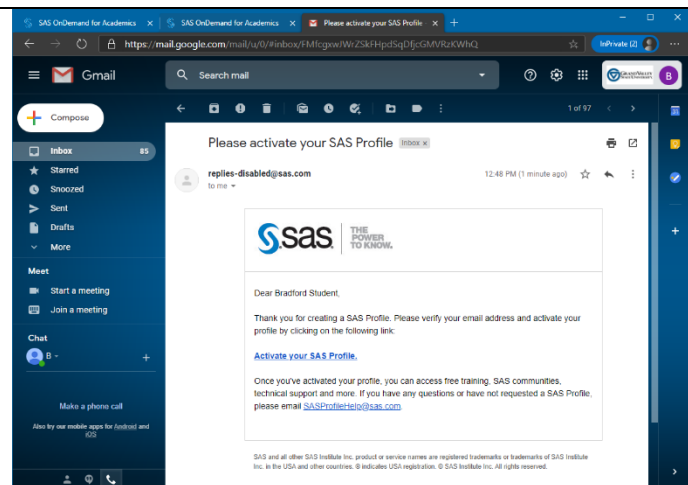 SAS OnDemand for Academics
SAS OnDemand for Academics
Please activate your SAS Profile
InPrivate (2)
https://mail.google.com/mail/u/0/#inbox/FMfcgxwJWrZSkFHpdSqDfjcGMVRzKWhQ
Gmail
Search mail
B
Compose
1 of 97
Inbox 85
Starred
Snoozed
Sent
Drafts
More
Meet
Start a meeting
Join a meeting
Chat
B -
Make a phone call
Also try our mobile apps for Android and
iOS
Please activate your SAS Profile Inbox x
replies-disabled@sas.com 12:48 PM (1 minute ago)
to me
sas THE
POWER
TO KNOW.
Dear Bradford Student,
Thank you for creating a SAS Profile. Please verify your email address and activate your
profile by clicking on the following link:
Activate your SAS Profile.
Once you've activated your profile, you can access free training, SAS communities,
technical support and more. If you have any questions or have not requested a SAS Profile,
please email SASProfileHelp@sas.com.
SAS and all other SAS Institute Inc. product or service names are registered trademarks or trademarks of SAS Institute
Inc. in the USA and other countries. ® indicates USA registration. © SAS Institute Inc. All rights reserved.